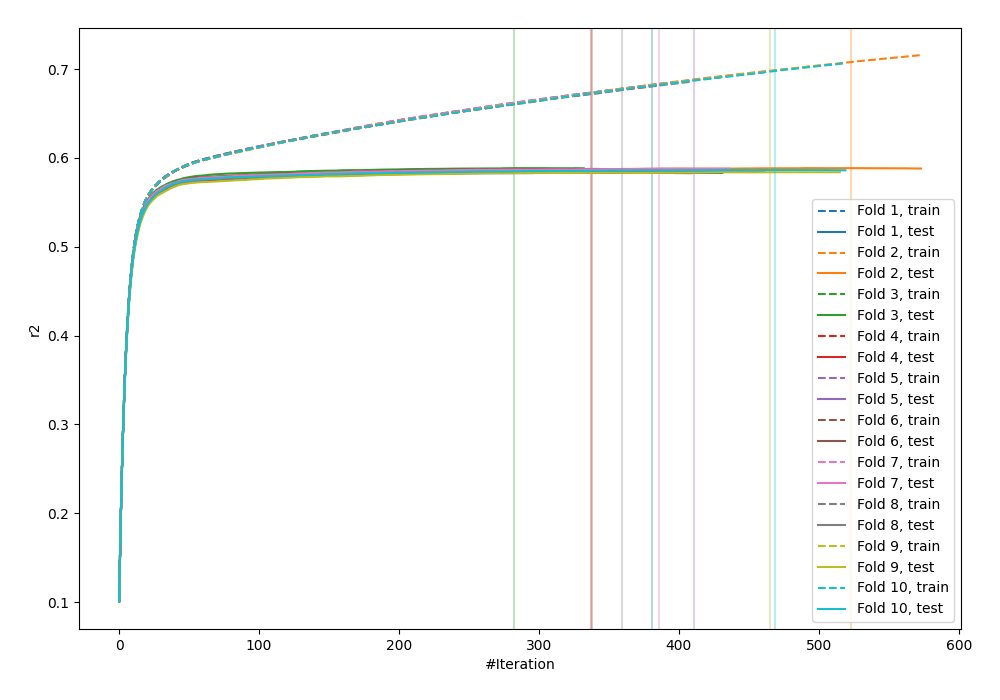 0.7
0.6
0.5
0.4
0.3
0.2
0.1
r2
0
100
200
300
400
500
600
#Iteration
Fold 1, train
Fold 1, test
Fold 2, train
Fold 2, test
Fold 3, train
Fold 3, test
Fold 4, train
Fold 4, test
Fold 5, train
Fold 5, test
Fold 6, train
Fold 6, test
Fold 7, train
Fold 7, test
Fold 8, train
Fold 8, test
Fold 9, train
Fold 9, test
Fold 10, train
Fold 10, test